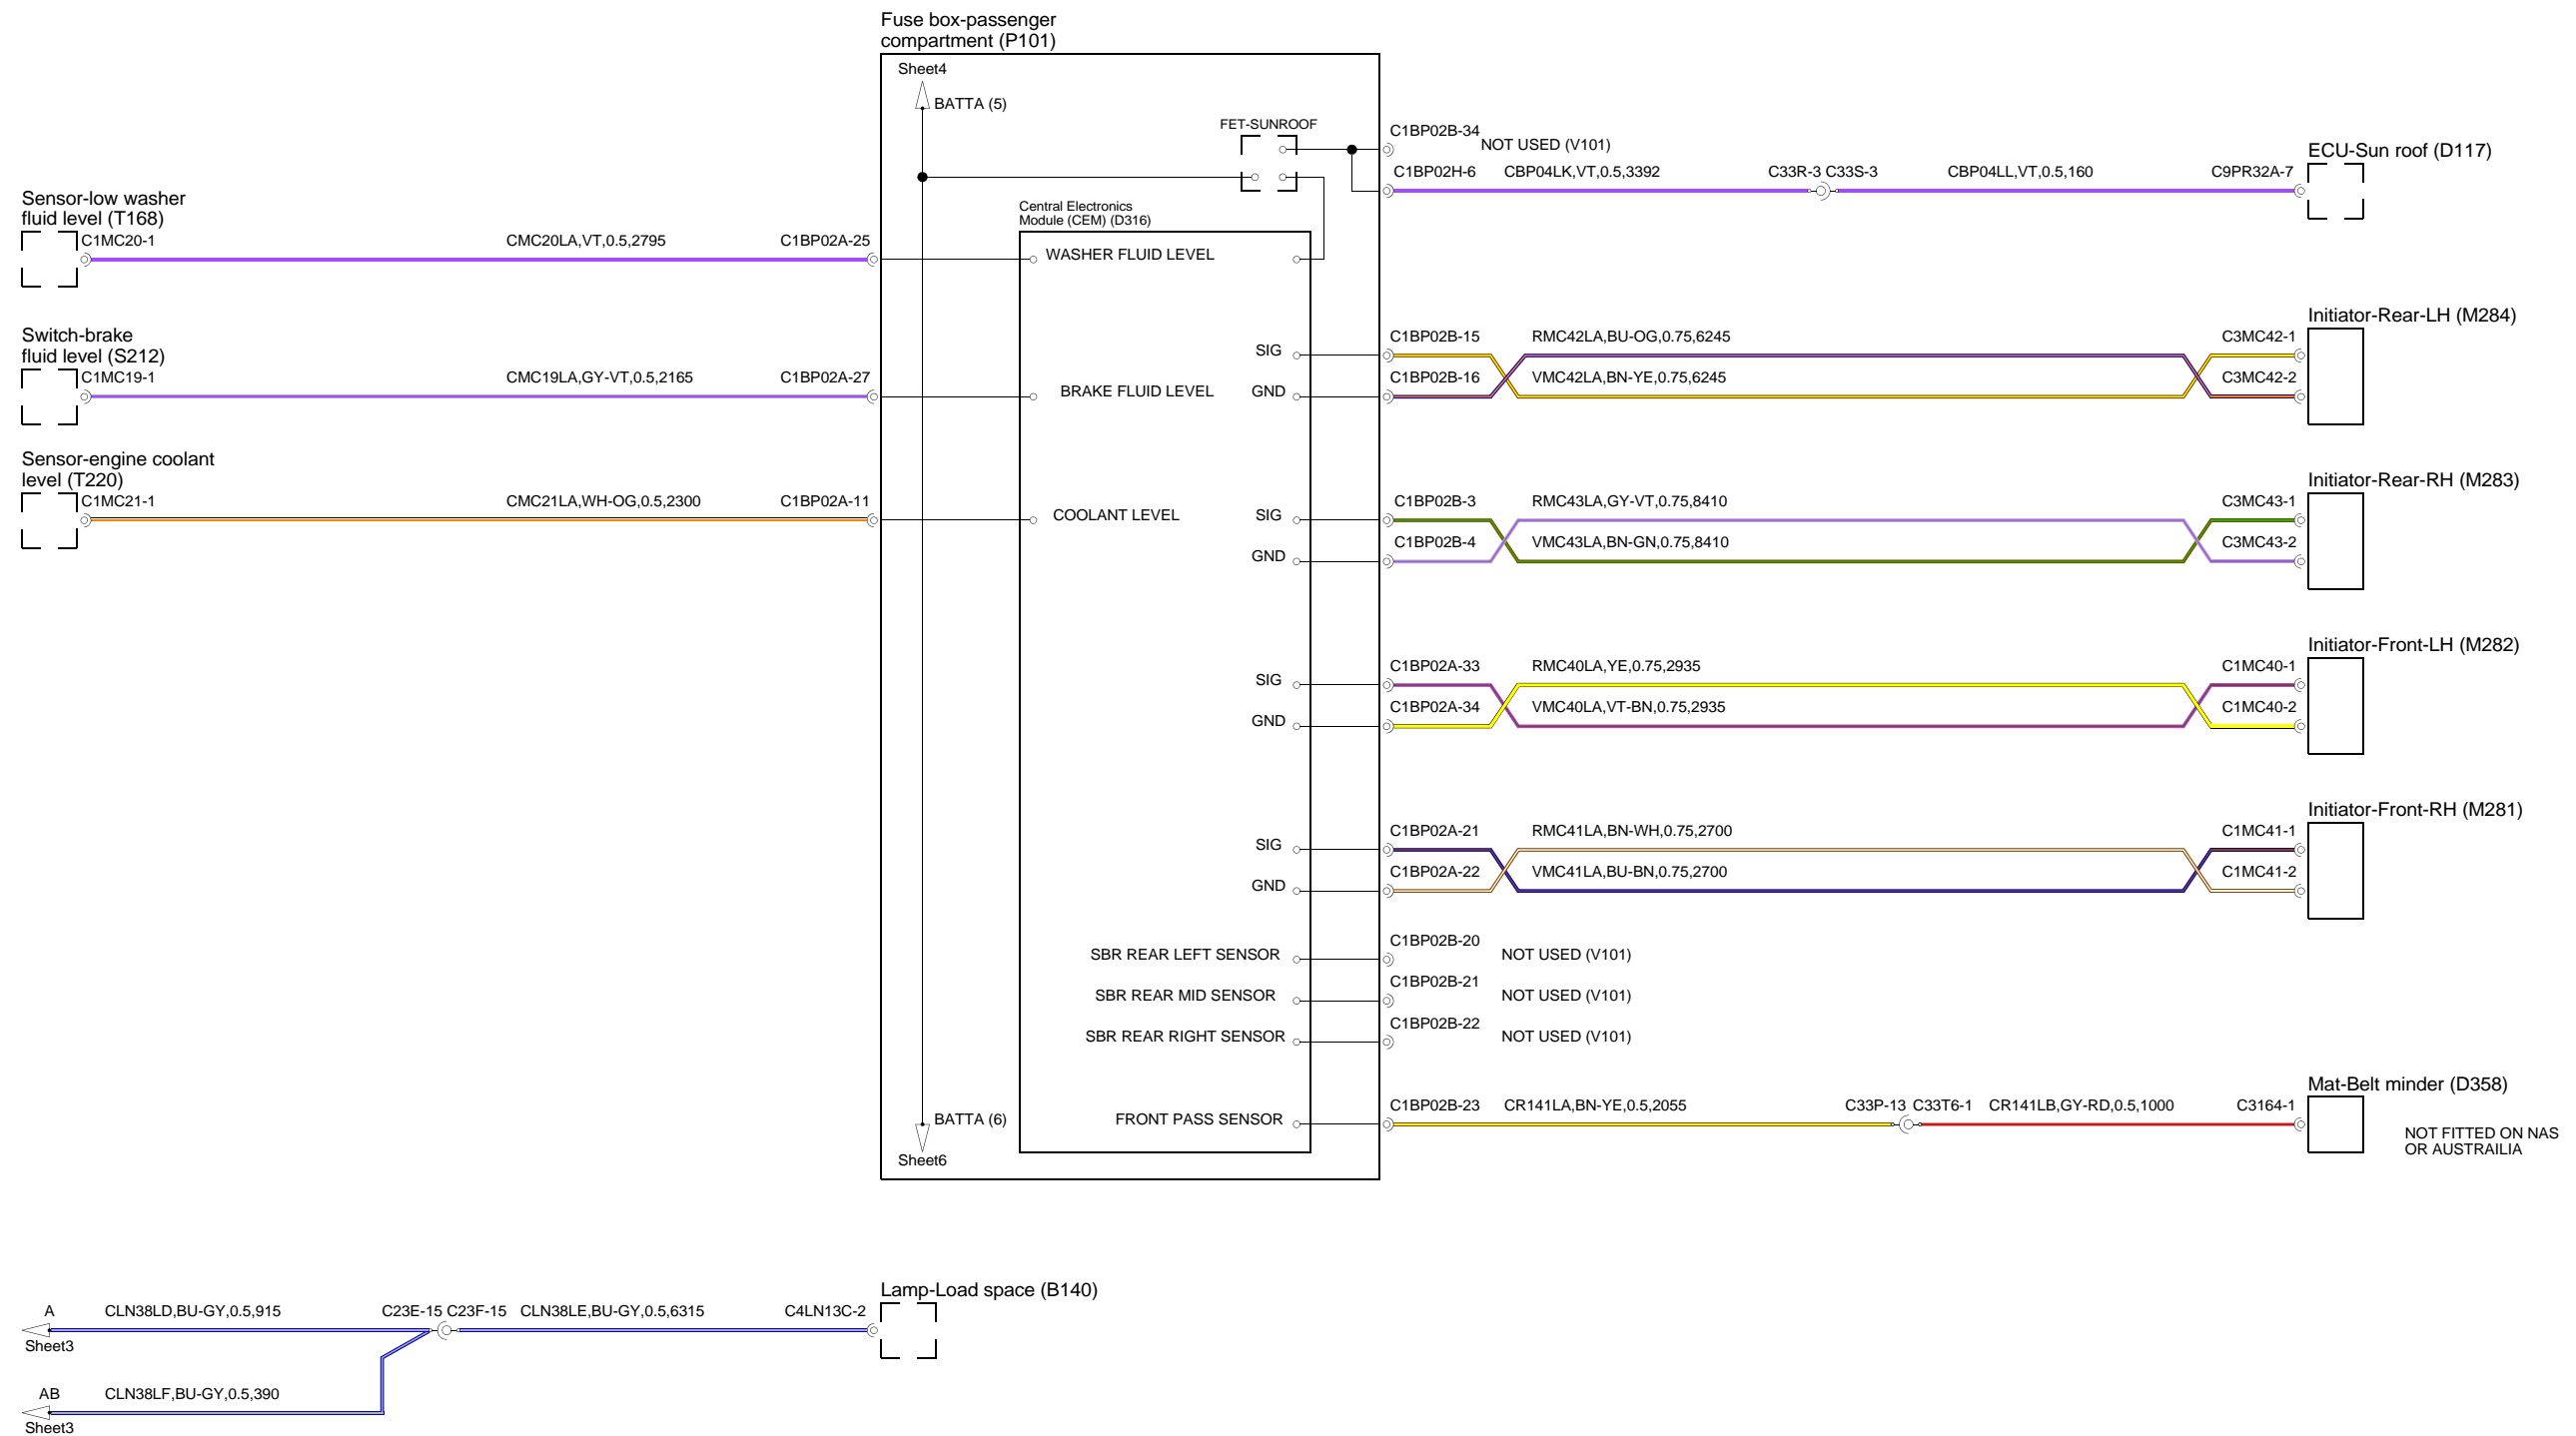 Fuse box-passenger
compartment (P101)
Sheet4
BATTA (5)
FET-SUNROOF
C1BP02B-34
NOT USED (V101)
C1BP02H-6 CBP04LK,VT,0.5,3392 C33R-3 C33S-3 CBP04LL,VT,0.5,160 C9PR32A-7
ECU-Sun roof (D117)
Sensor-low washer
fluid level (T168)
C1MC20-1 CMC20LA,VT,0.5,2795 C1BP02A-25
Central Electronics
Module (CEM) (D316)
WASHER FLUID LEVEL
Switch-brake
fluid level (S212)
C1MC19-1 CMC19LA,GY-VT,0.5,2165 C1BP02A-27
BRAKE FLUID LEVEL
SIG
GND
C1BP02B-15 RMC42LA,BU-OG,0.75,6245 C3MC42-1
C1BP02B-16 VMC42LA,BN-YE,0.75,6245 C3MC42-2
Initiator-Rear-LH (M284)
Sensor-engine coolant
level (T220)
C1MC21-1 CMC21LA,WH-OG,0.5,2300 C1BP02A-11
COOLANT LEVEL
SIG
GND
C1BP02B-3 RMC43LA,GY-VT,0.75,8410 C3MC43-1
C1BP02B-4 VMC43LA,BN-GN,0.75,8410 C3MC43-2
Initiator-Rear-RH (M283)
SIG
GND
C1BP02A-33 RMC40LA,YE,0.75,2935 C1MC40-1
C1BP02A-34 VMC40LA,VT-BN,0.75,2935 C1MC40-2
Initiator-Front-LH (M282)
SIG
GND
C1BP02A-21 RMC41LA,BN-WH,0.75,2700 C1MC41-1
C1BP02A-22 VMC41LA,BU-BN,0.75,2700 C1MC41-2
Initiator-Front-RH (M281)
SBR REAR LEFT SENSOR C1BP02B-20 NOT USED (V101)
SBR REAR MID SENSOR C1BP02B-21 NOT USED (V101)
SBR REAR RIGHT SENSOR C1BP02B-22 NOT USED (V101)
BATTA (6)
Sheet6
FRONT PASS SENSOR C1BP02B-23 CR141LA,BN-YE,0.5,2055 C33P-13 C33T6-1 CR141LB,GY-RD,0.5,1000 C3164-1
Mat-Belt minder (D358)
NOT FITTED ON NAS
OR AUSTRAILIA
Lamp-Load space (B140)
A CLN38LD,BU-GY,0.5,915 C23E-15 C23F-15 CLN38LE,BU-GY,0.5,6315 C4LN13C-2
Sheet3
AB CLN38LF,BU-GY,0.5,390
Sheet3